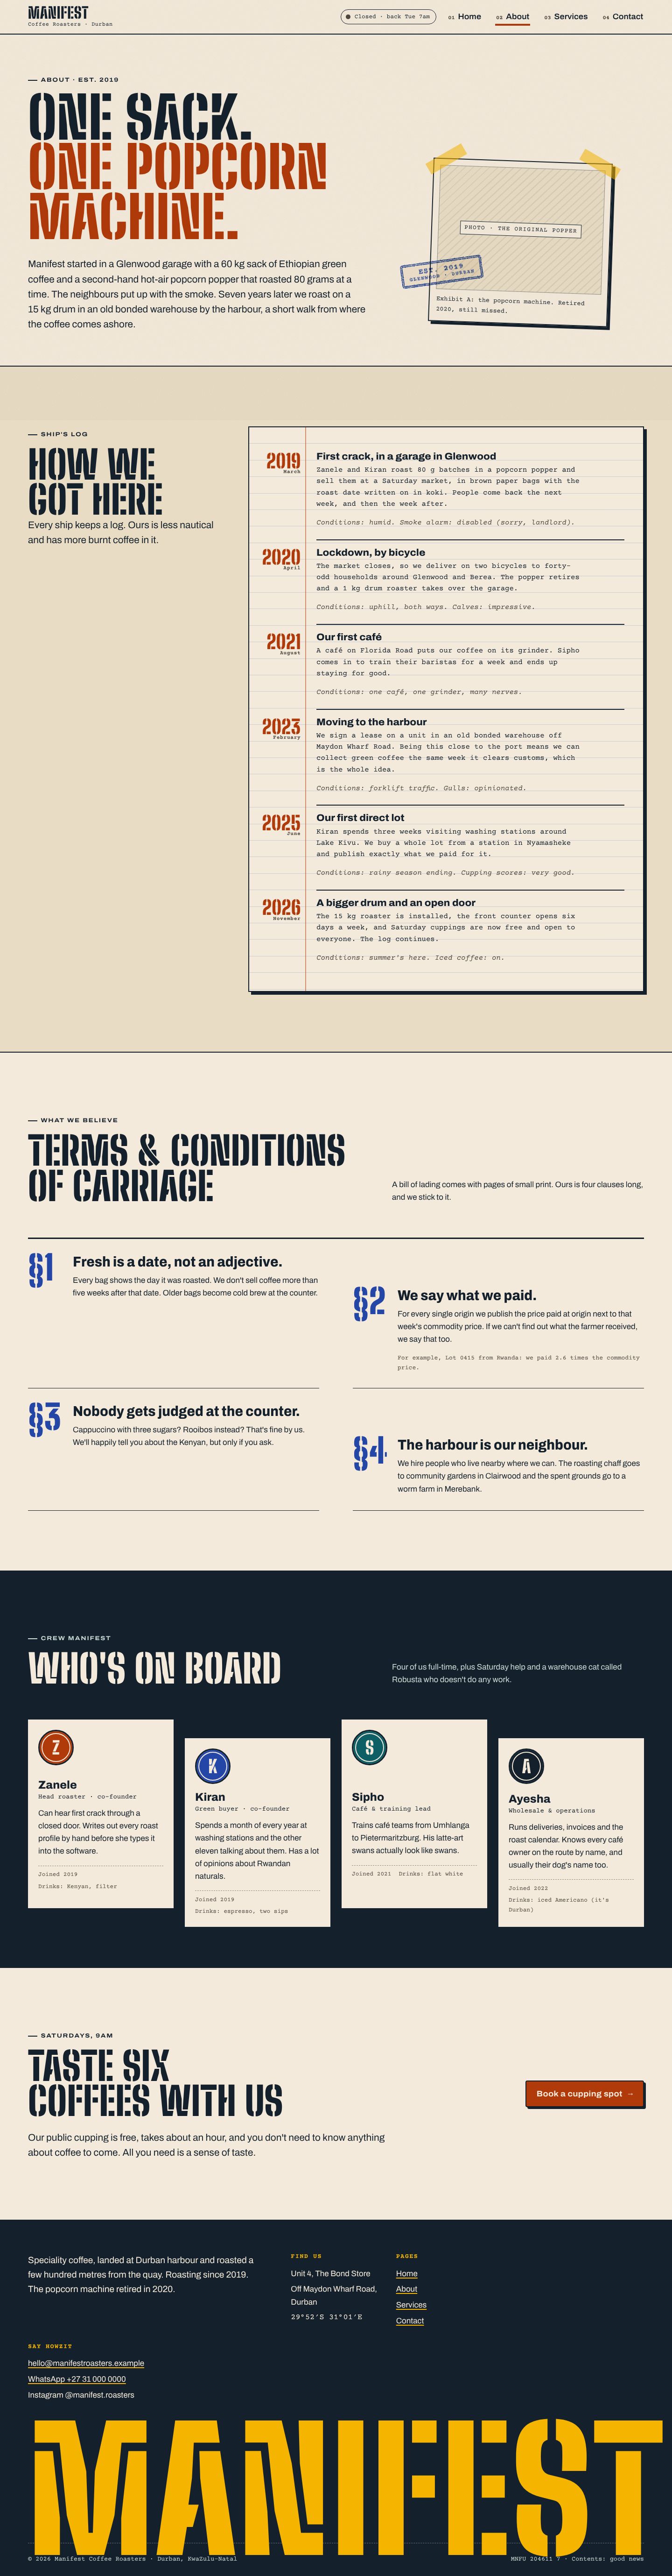 MANIFEST
Coffee Roasters · Durban
Closed · back Tue 7am
01 Home
02 About
03 Services
04 Contact
ABOUT · EST. 2019
ONE SACK.
ONE POPCORN
MACHINE.
Manifest started in a Glenwood garage with a 60 kg sack of Ethiopian green
coffee and a second-hand hot-air popcorn popper that roasted 80 grams at a
time. The neighbours put up with the smoke. Seven years later we roast on a
15 kg drum in an old bonded warehouse by the harbour, a short walk from where
the coffee comes ashore.
PHOTO · THE ORIGINAL POPPER
EST. 2019
GLENWOOD · DURBAN
Exhibit A: the popcorn machine. Retired
2020, still missed.
SHIP'S LOG
HOW WE
GOT HERE
Every ship keeps a log. Ours is less nautical
and has more burnt coffee in it.
2019
March
First crack, in a garage in Glenwood
Zanele and Kiran roast 80 g batches in a popcorn popper and
sell them at a Saturday market, in brown paper bags with the
roast date written on in koki. People come back the next
week, and then the week after.
Conditions: humid. Smoke alarm: disabled (sorry, landlord).
2020
April
Lockdown, by bicycle
The market closes, so we deliver on two bicycles to forty-
odd households around Glenwood and Berea. The popper retires
and a 1 kg drum roaster takes over the garage.
Conditions: uphill, both ways. Calves: impressive.
2021
August
Our first café
A café on Florida Road puts our coffee on its grinder. Sipho
comes in to train their baristas for a week and ends up
staying for good.
Conditions: one café, one grinder, many nerves.
2023
February
Moving to the harbour
We sign a lease on a unit in an old bonded warehouse off
Maydon Wharf Road. Being this close to the port means we can
collect green coffee the same week it clears customs, which
is the whole idea.
Conditions: forklift traffic. Gulls: opinionated.
2025
June
Our first direct lot
Kiran spends three weeks visiting washing stations around
Lake Kivu. We buy a whole lot from a station in Nyamasheke
and publish exactly what we paid for it.
Conditions: rainy season ending. Cupping scores: very good.
2026
November
A bigger drum and an open door
The 15 kg roaster is installed, the front counter opens six
days a week, and Saturday cuppings are now free and open to
everyone. The log continues.
Conditions: summer's here. Iced coffee: on.
WHAT WE BELIEVE
TERMS & CONDITIONS
OF CARRIAGE
A bill of lading comes with pages of small print. Ours is four clauses long,
and we stick to it.
§1
Fresh is a date, not an adjective.
Every bag shows the day it was roasted. We don't sell coffee more than
five weeks after that date. Older bags become cold brew at the counter.
§2
We say what we paid.
For every single origin we publish the price paid at origin next to that
week's commodity price. If we can't find out what the farmer received,
we say that too.
For example, Lot 0415 from Rwanda: we paid 2.6 times the commodity
price.
§3
Nobody gets judged at the counter.
Cappuccino with three sugars? Rooibos instead? That's fine by us.
We'll happily tell you about the Kenyan, but only if you ask.
§4
The harbour is our neighbour.
We hire people who live nearby where we can. The roasting chaff goes
to community gardens in Clairwood and the spent grounds go to a
worm farm in Merebank.
CREW MANIFEST
WHO'S ON BOARD
Four of us full-time, plus Saturday help and a warehouse cat called
Robusta who doesn't do any work.
Z
Zanele
Head roaster · co-founder
Can hear first crack through a
closed door. Writes out every roast
profile by hand before she types it
into the software.
Joined 2019
Drinks: Kenyan, filter
K
Kiran
Green buyer · co-founder
Spends a month of every year at
washing stations and the other
eleven talking about them. Has a lot
of opinions about Rwandan
naturals.
Joined 2019
Drinks: espresso, two sips
S
Sipho
Café & training lead
Trains café teams from Umhlanga
to Pietermaritzburg. His latte-art
swans actually look like swans.
Joined 2021 Drinks: flat white
A
Ayesha
Wholesale & operations
Runs deliveries, invoices and the
roast calendar. Knows every café
owner on the route by name, and
usually their dog's name too.
Joined 2022
Drinks: iced Americano (it's
Durban)
SATURDAYS, 9AM
TASTE SIX
COFFEES WITH US
Our public cupping is free, takes about an hour, and you don't need to know anything
about coffee to come. All you need is a sense of taste.
Book a cupping spot →
Speciality coffee, landed at Durban harbour and roasted a
few hundred metres from the quay. Roasting since 2019.
The popcorn machine retired in 2020.
FIND US
Unit 4, The Bond Store
Off Maydon Wharf Road,
Durban
29°52′S 31°01′E
PAGES
Home
About
Services
Contact
SAY HOWZIT
hello@manifestroasters.example
WhatsApp +27 31 000 0000
Instagram @manifest.roasters
MANIFEST
© 2026 Manifest Coffee Roasters · Durban, KwaZulu-Natal
MNFU 204611 7 · Contents: good news